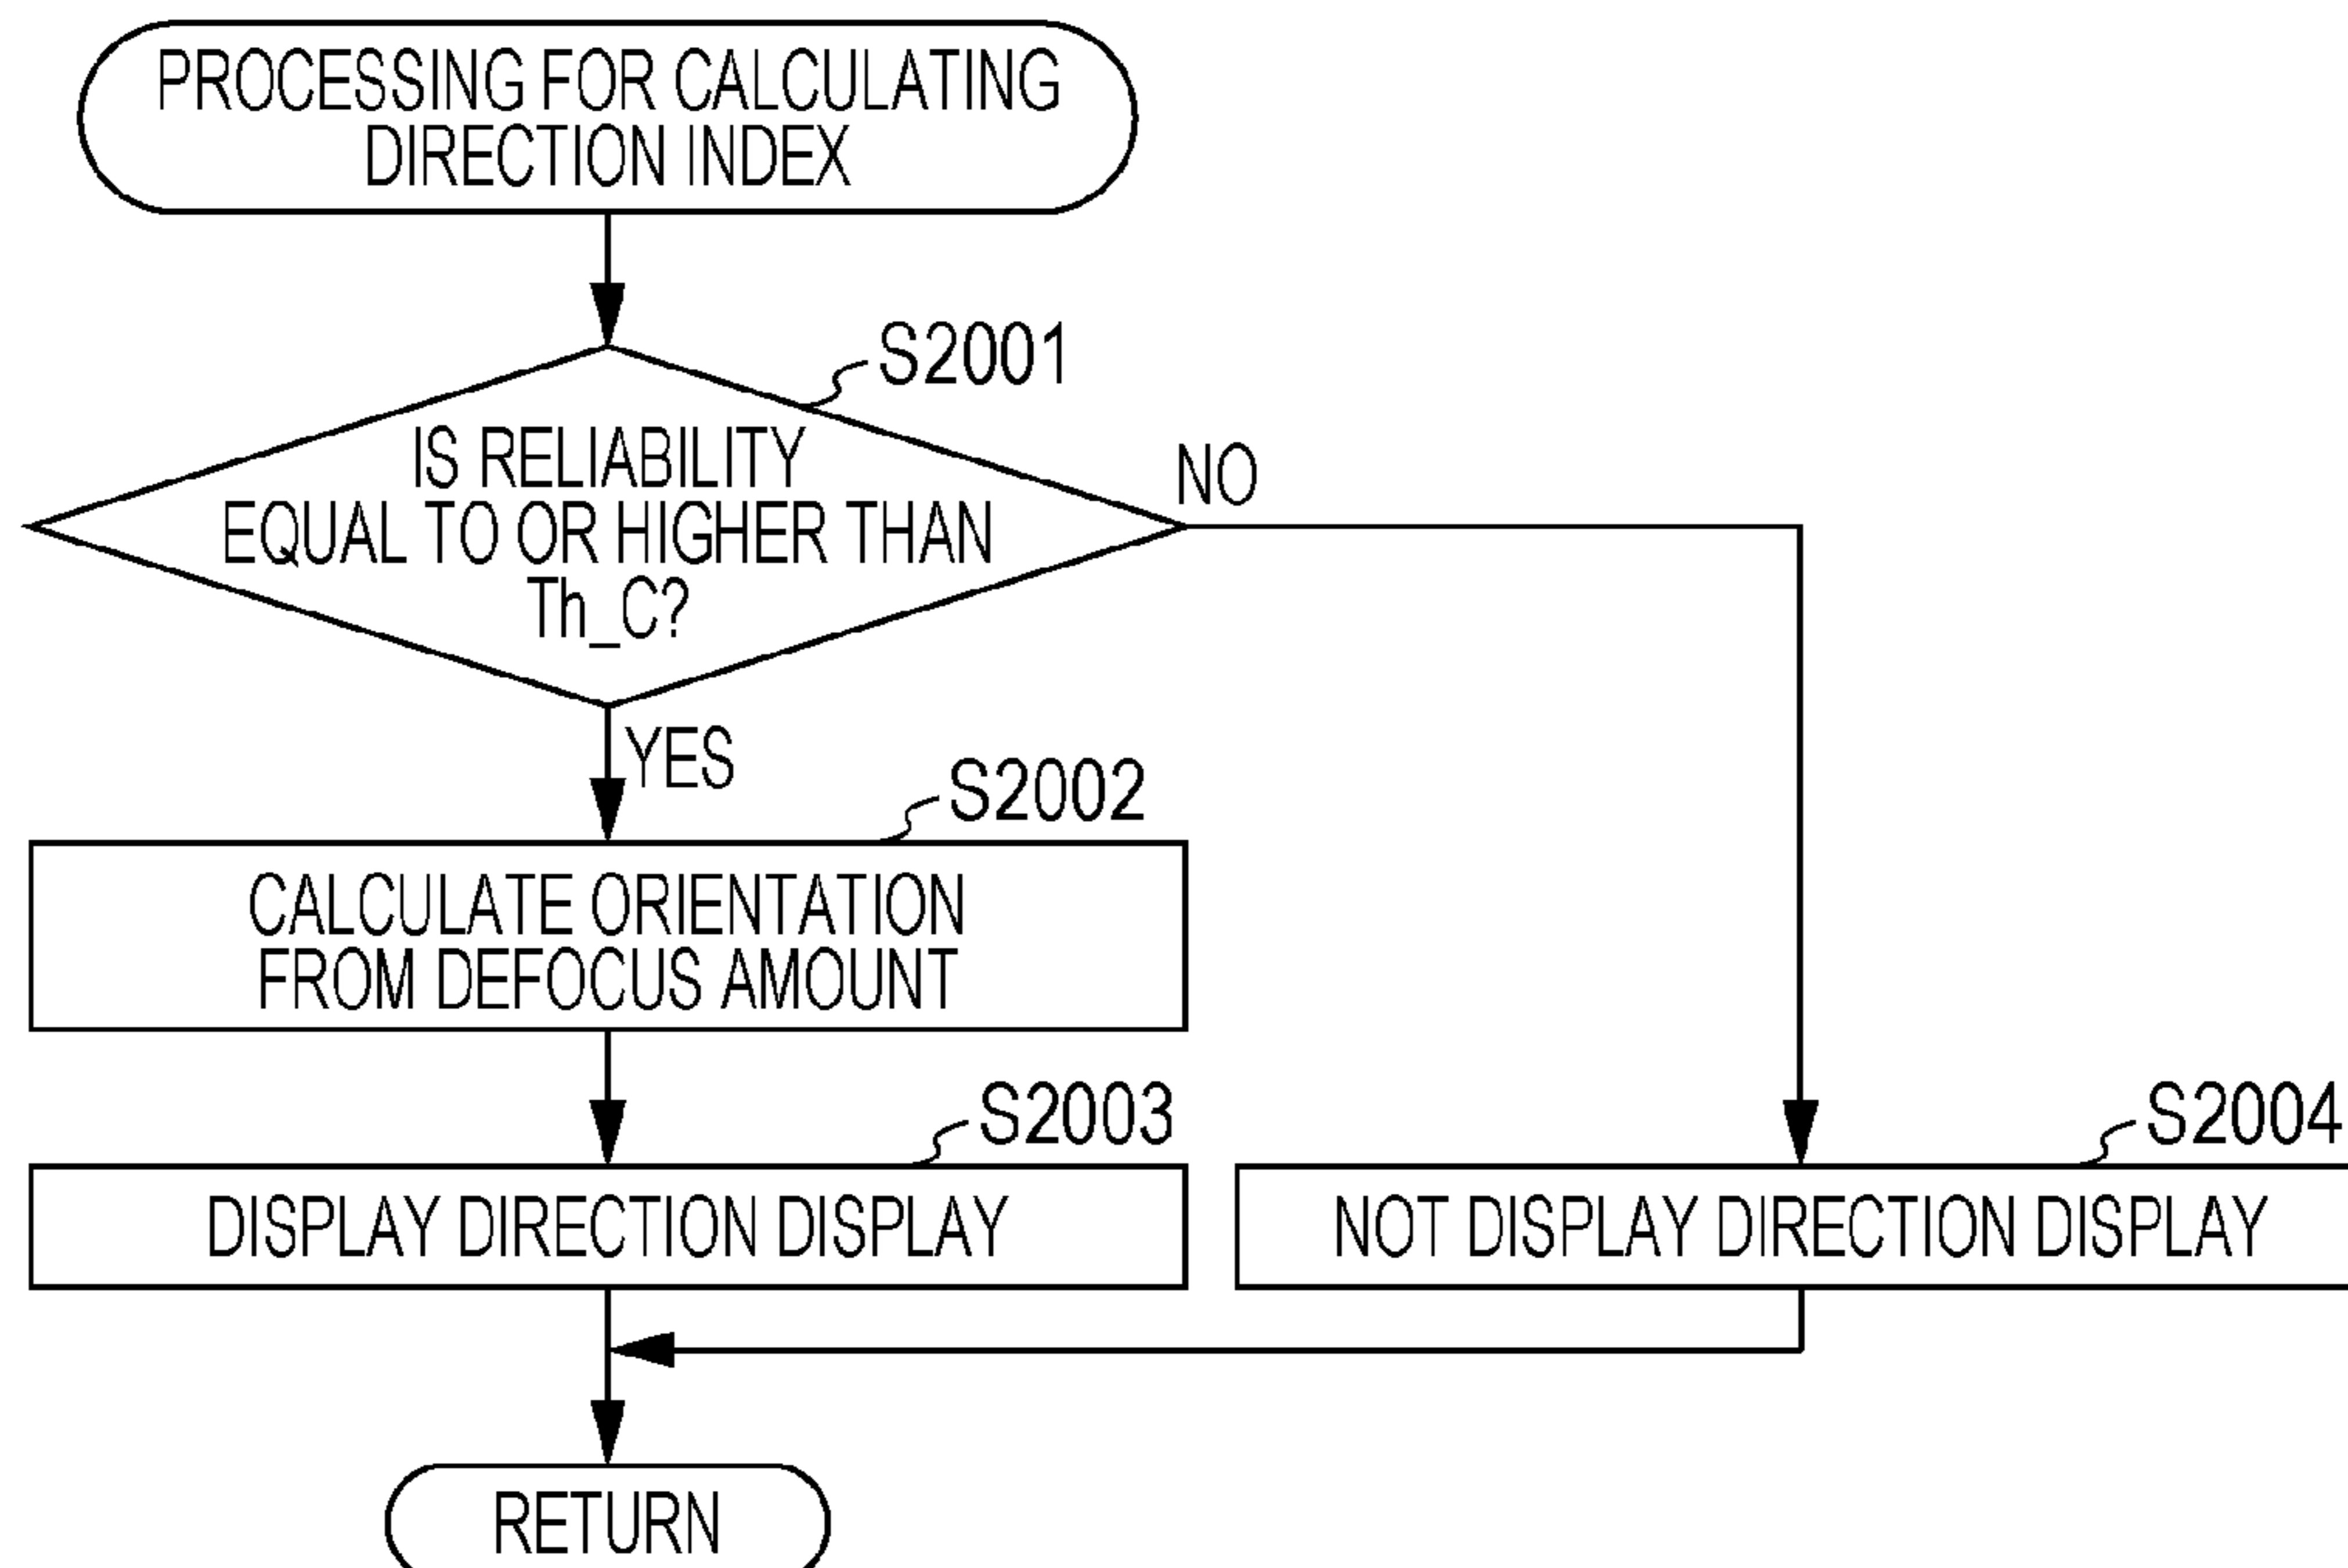 PROCESSING FOR CALCULATING
DIRECTION INDEX
S2001
IS RELIABILITY
EQUAL TO OR HIGHER THAN
Th_C?
NO
YES
S2002
CALCULATE ORIENTATION
FROM DEFOCUS AMOUNT
S2003
DISPLAY DIRECTION DISPLAY
S2004
NOT DISPLAY DIRECTION DISPLAY
RETURN